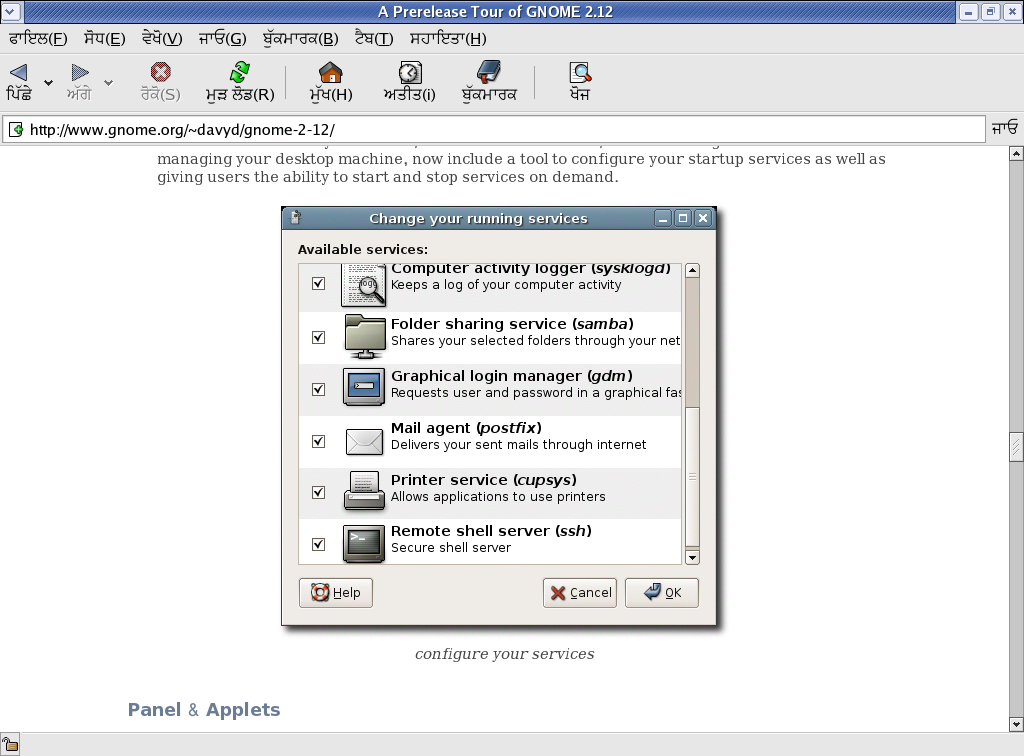 A Prerelease Tour of GNOME 2.12
ਫਾਇਲ(F) ਸੋਧ(E) ਵੇਖੋ(V) ਜਾਓ(G) ਬੁੱਕਮਾਰਕ(B) ਟੈਬ(T) ਸਹਾਇਤਾ(H)
ਪਿੱਛੇ ਅੱਗੇ ਰੋਕੋ(S) ਮੁੜ ਲੋਡ(R) ਮੁੱਖ(H) ਅਤੀਤ(i) ਬੁੱਕਮਾਰਕ ਖੋਜ
http://www.gnome.org/~davyd/gnome-2-12/ ਜਾਓ
managing your desktop machine, now include a tool to configure your startup services as well as
giving users the ability to start and stop services on demand.
Change your running services
Available services:
Computer activity logger (sysklogd)
Keeps a log of your computer activity
Folder sharing service (samba)
Shares your selected folders through your net
Graphical login manager (gdm)
Requests user and password in a graphical fas
Mail agent (postfix)
Delivers your sent mails through internet
Printer service (cupsys)
Allows applications to use printers
Remote shell server (ssh)
Secure shell server
Help Cancel OK
configure your services
Panel & Applets